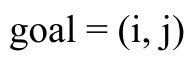 goal = (i, j)